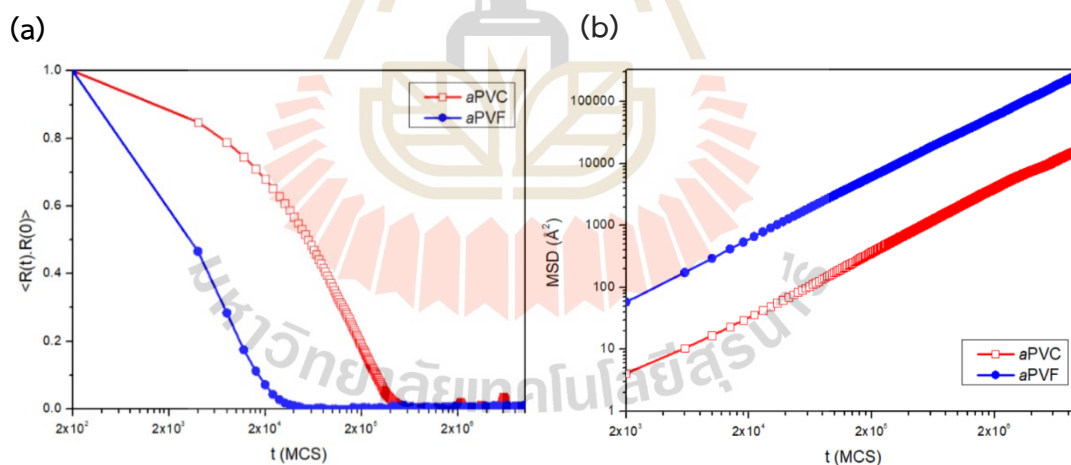 (a)
(b)
1.0
0.8
0.6
0.4
0.2
0.0
<R(t).R(0)>
aPVC
aPVF
2x10²
2x10³
2x10⁴
2x10⁵
2x10⁶
t (MCS)
100000
10000
1000
100
10
1
MSD (Å²)
aPVC
aPVF
2x10³
2x10⁴
2x10⁵
2x10⁶
t (MCS)
มหาวิทยาลัยเทคโนโลยีสุรนารี